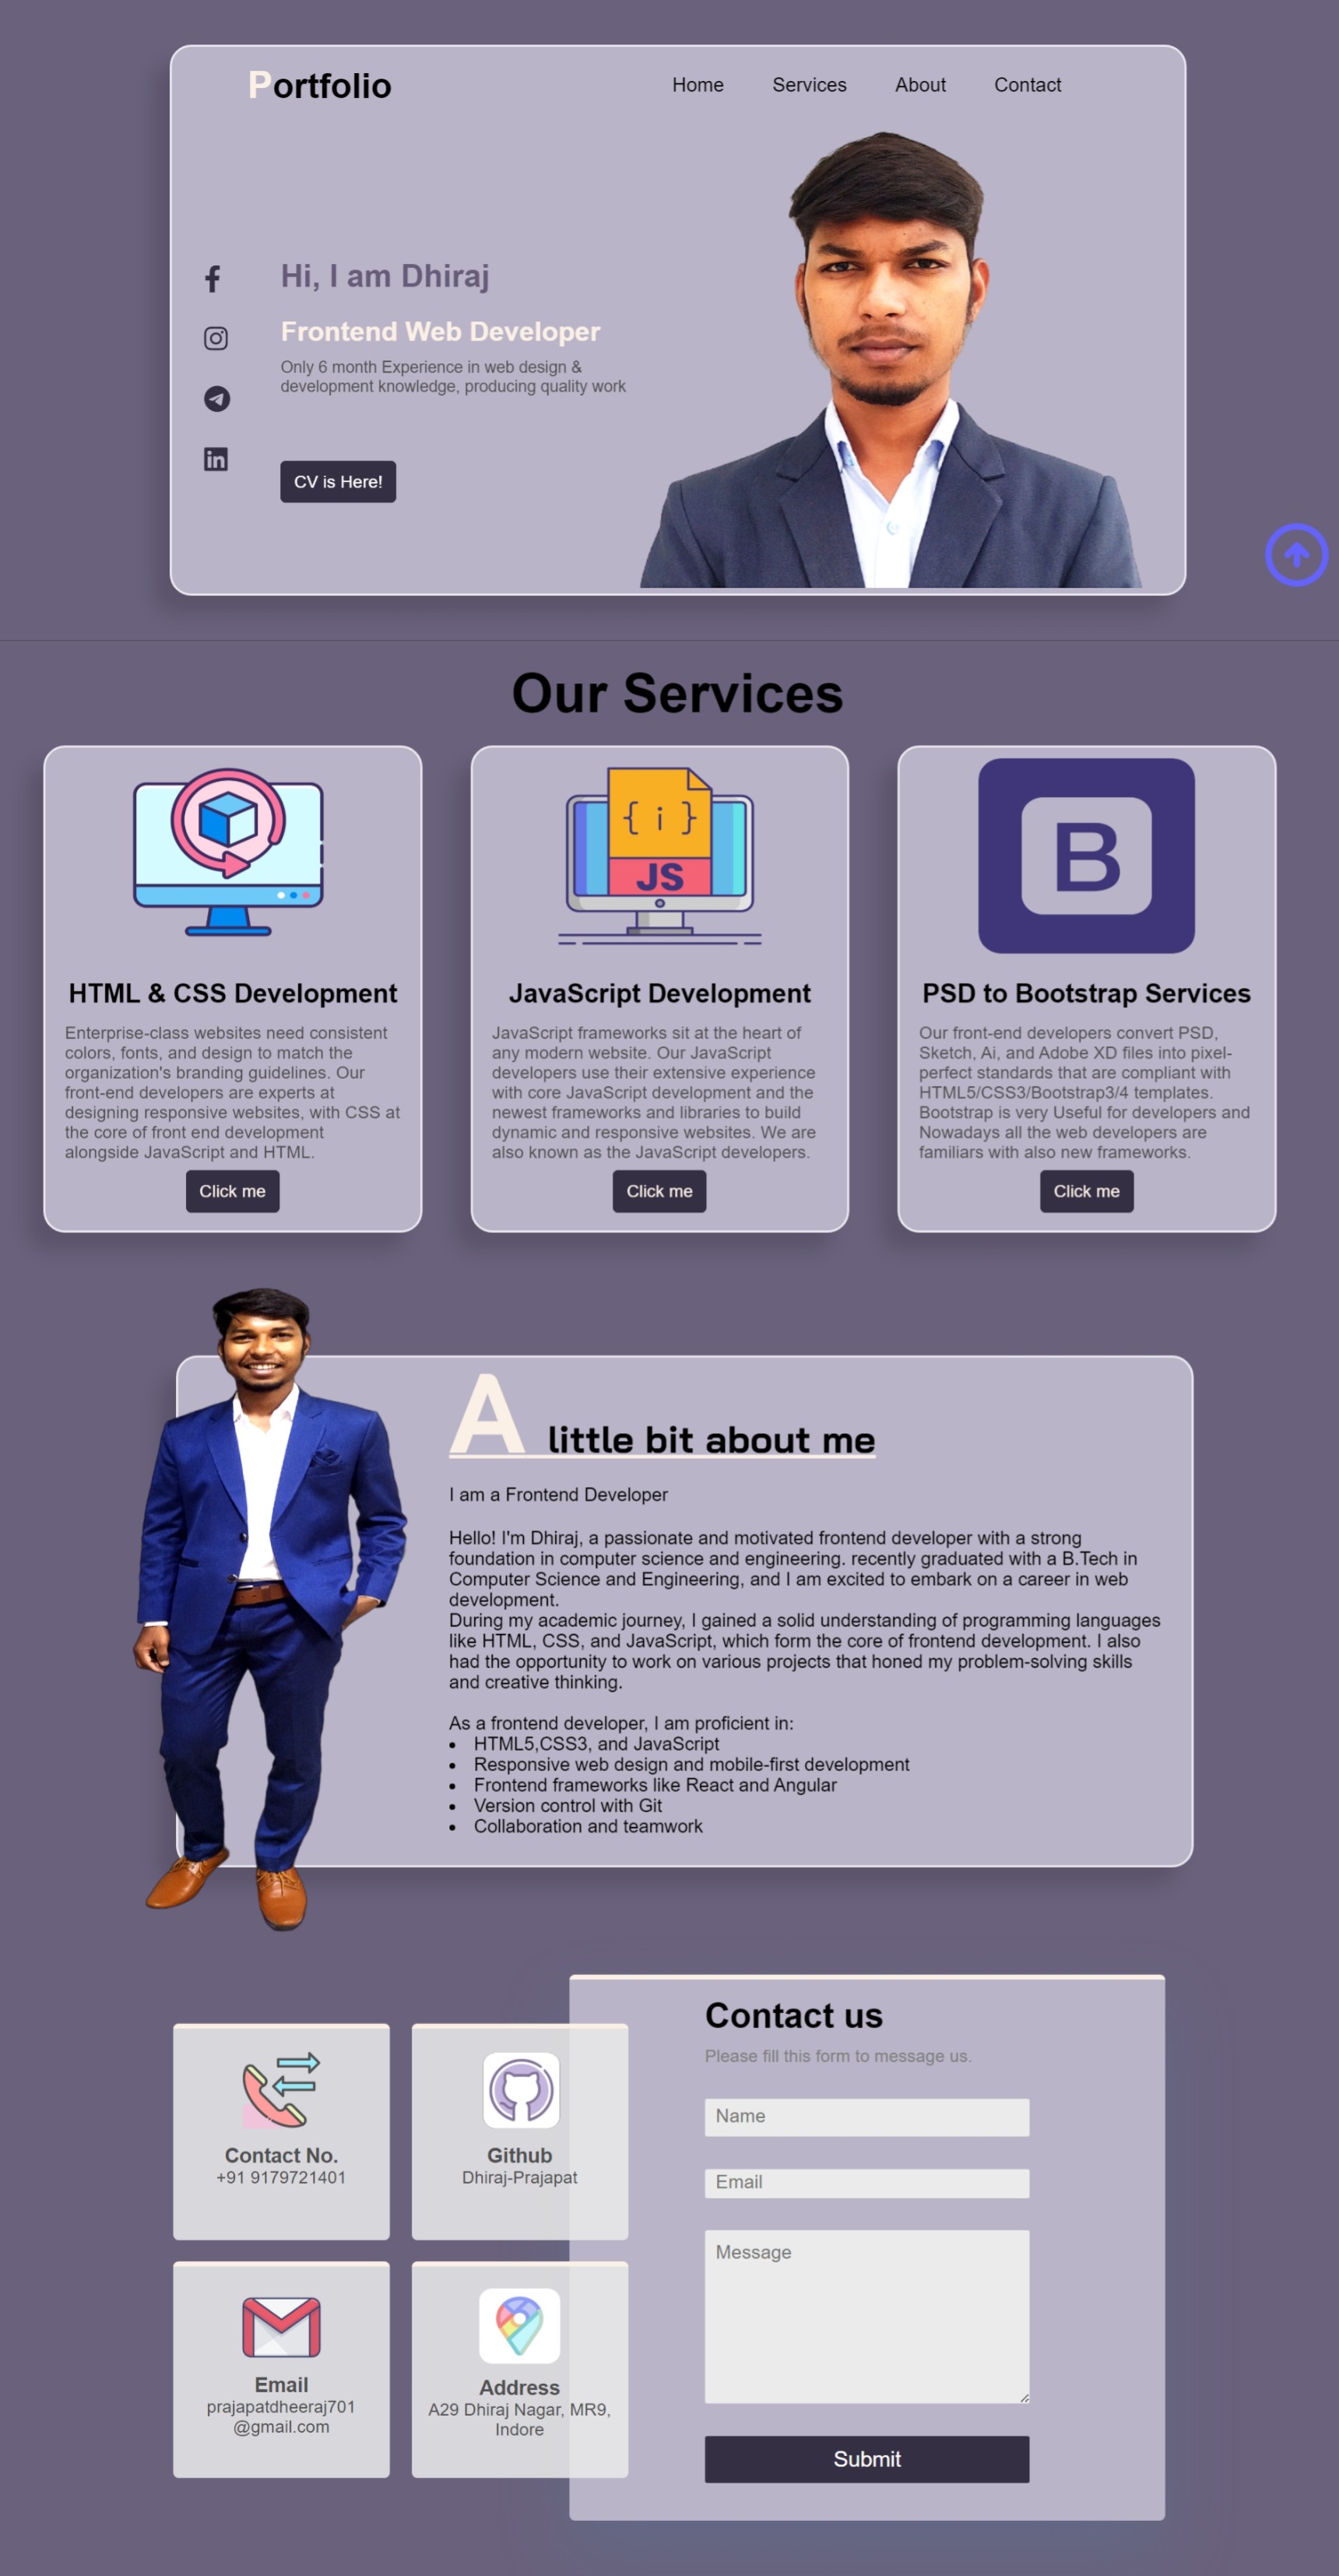 Portfolio
Home Services About Contact
Hi, I am Dhiraj
Frontend Web Developer
Only 6 month Experience in web design &
development knowledge, producing quality work
CV is Here!
Our Services
{ i }
JS
B
HTML & CSS Development
Enterprise-class websites need consistent
colors, fonts, and design to match the
organization's branding guidelines. Our
front-end developers are experts at
designing responsive websites, with CSS at
the core of front end development
alongside JavaScript and HTML.
Click me
JavaScript Development
JavaScript frameworks sit at the heart of
any modern website. Our JavaScript
developers use their extensive experience
with core JavaScript development and the
newest frameworks and libraries to build
dynamic and responsive websites. We are
also known as the JavaScript developers.
Click me
PSD to Bootstrap Services
Our front-end developers convert PSD,
Sketch, Ai, and Adobe XD files into pixel-
perfect standards that are compliant with
HTML5/CSS3/Bootstrap3/4 templates.
Bootstrap is very Useful for developers and
Nowadays all the web developers are
familiars with also new frameworks.
Click me
A little bit about me
I am a Frontend Developer
Hello! I'm Dhiraj, a passionate and motivated frontend developer with a strong
foundation in computer science and engineering. recently graduated with a B.Tech in
Computer Science and Engineering, and I am excited to embark on a career in web
development.
During my academic journey, I gained a solid understanding of programming languages
like HTML, CSS, and JavaScript, which form the core of frontend development. I also
had the opportunity to work on various projects that honed my problem-solving skills
and creative thinking.
As a frontend developer, I am proficient in:
• HTML5,CSS3, and JavaScript
• Responsive web design and mobile-first development
• Frontend frameworks like React and Angular
• Version control with Git
• Collaboration and teamwork
Contact No.
+91 9179721401
Github
Dhiraj-Prajapat
Email
prajapatdheeraj701
@gmail.com
Address
A29 Dhiraj Nagar, MR9,
Indore
Contact us
Please fill this form to message us.
Name
Email
Message
Submit